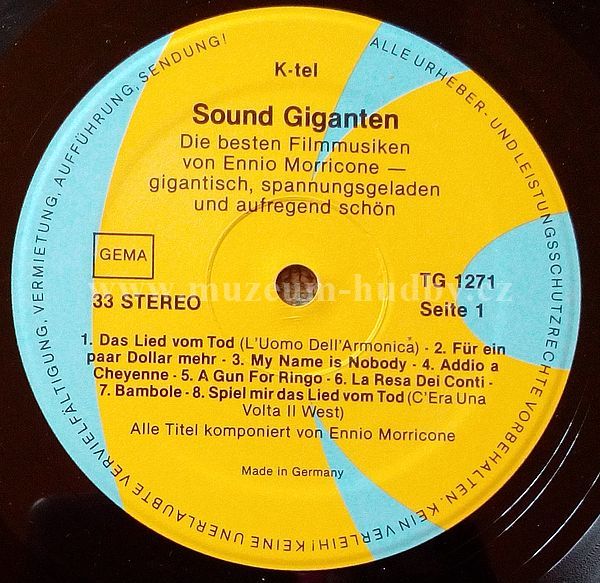 ALLE URHEBER- UND LEISTUNGSSCHUTZRECHTE VORBEHALTEN. KEIN VERLEIH! KEINE UNERLAUBTE VERVIELFÄLTIGUNG, VERMIETUNG, AUFFÜHRUNG, SENDUNG!
K-tel
Sound Giganten
Die besten Filmmusiken
von Ennio Morricone —
gigantisch, spannungsgeladen
und aufregend schön
GEMA
33 STEREO
TG 1271
Seite 1
www.muzeum-hudby.cz
1. Das Lied vom Tod (L'Uomo Dell'Armonica) - 2. Für ein
paar Dollar mehr - 3. My Name is Nobody - 4. Addio a
Cheyenne - 5. A Gun For Ringo - 6. La Resa Dei Conti -
7. Bambole - 8. Spiel mir das Lied vom Tod (C'Era Una
Volta Il West)
Alle Titel komponiert von Ennio Morricone
Made in Germany